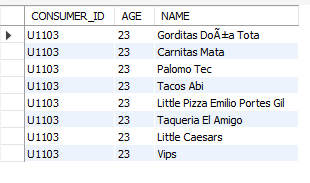 CONSUMER_ID AGE NAME
U1103 23 Gorditas DoÃ±a Tota
U1103 23 Carnitas Mata
U1103 23 Palomo Tec
U1103 23 Tacos Abi
U1103 23 Little Pizza Emilio Portes Gil
U1103 23 Taqueria El Amigo
U1103 23 Little Caesars
U1103 23 Vips